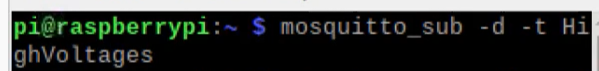 pi@raspberrypi:~ $ mosquitto_sub -d -t Hi
ghVoltages